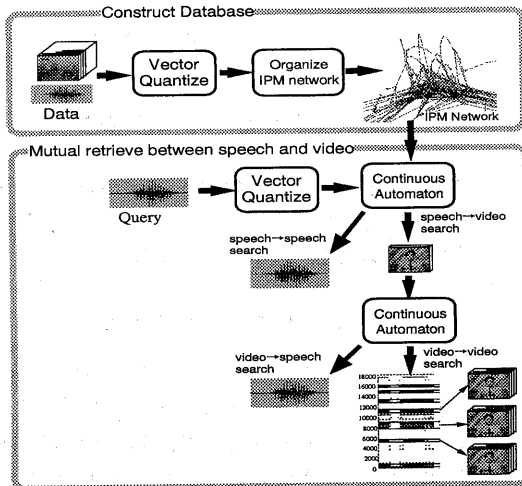 Construct Database
Vector
Quantize
Organize
IPM network
Data
IPM Network
Mutual retrieve between speech and video
Vector
Quantize
Continuous
Automaton
Query
speech→video
search
speech→speech
search
Continuous
Automaton
video→speech
search
video→video
search
18000
16000
14000
12000
10000
8000
6000
4000
2000
0